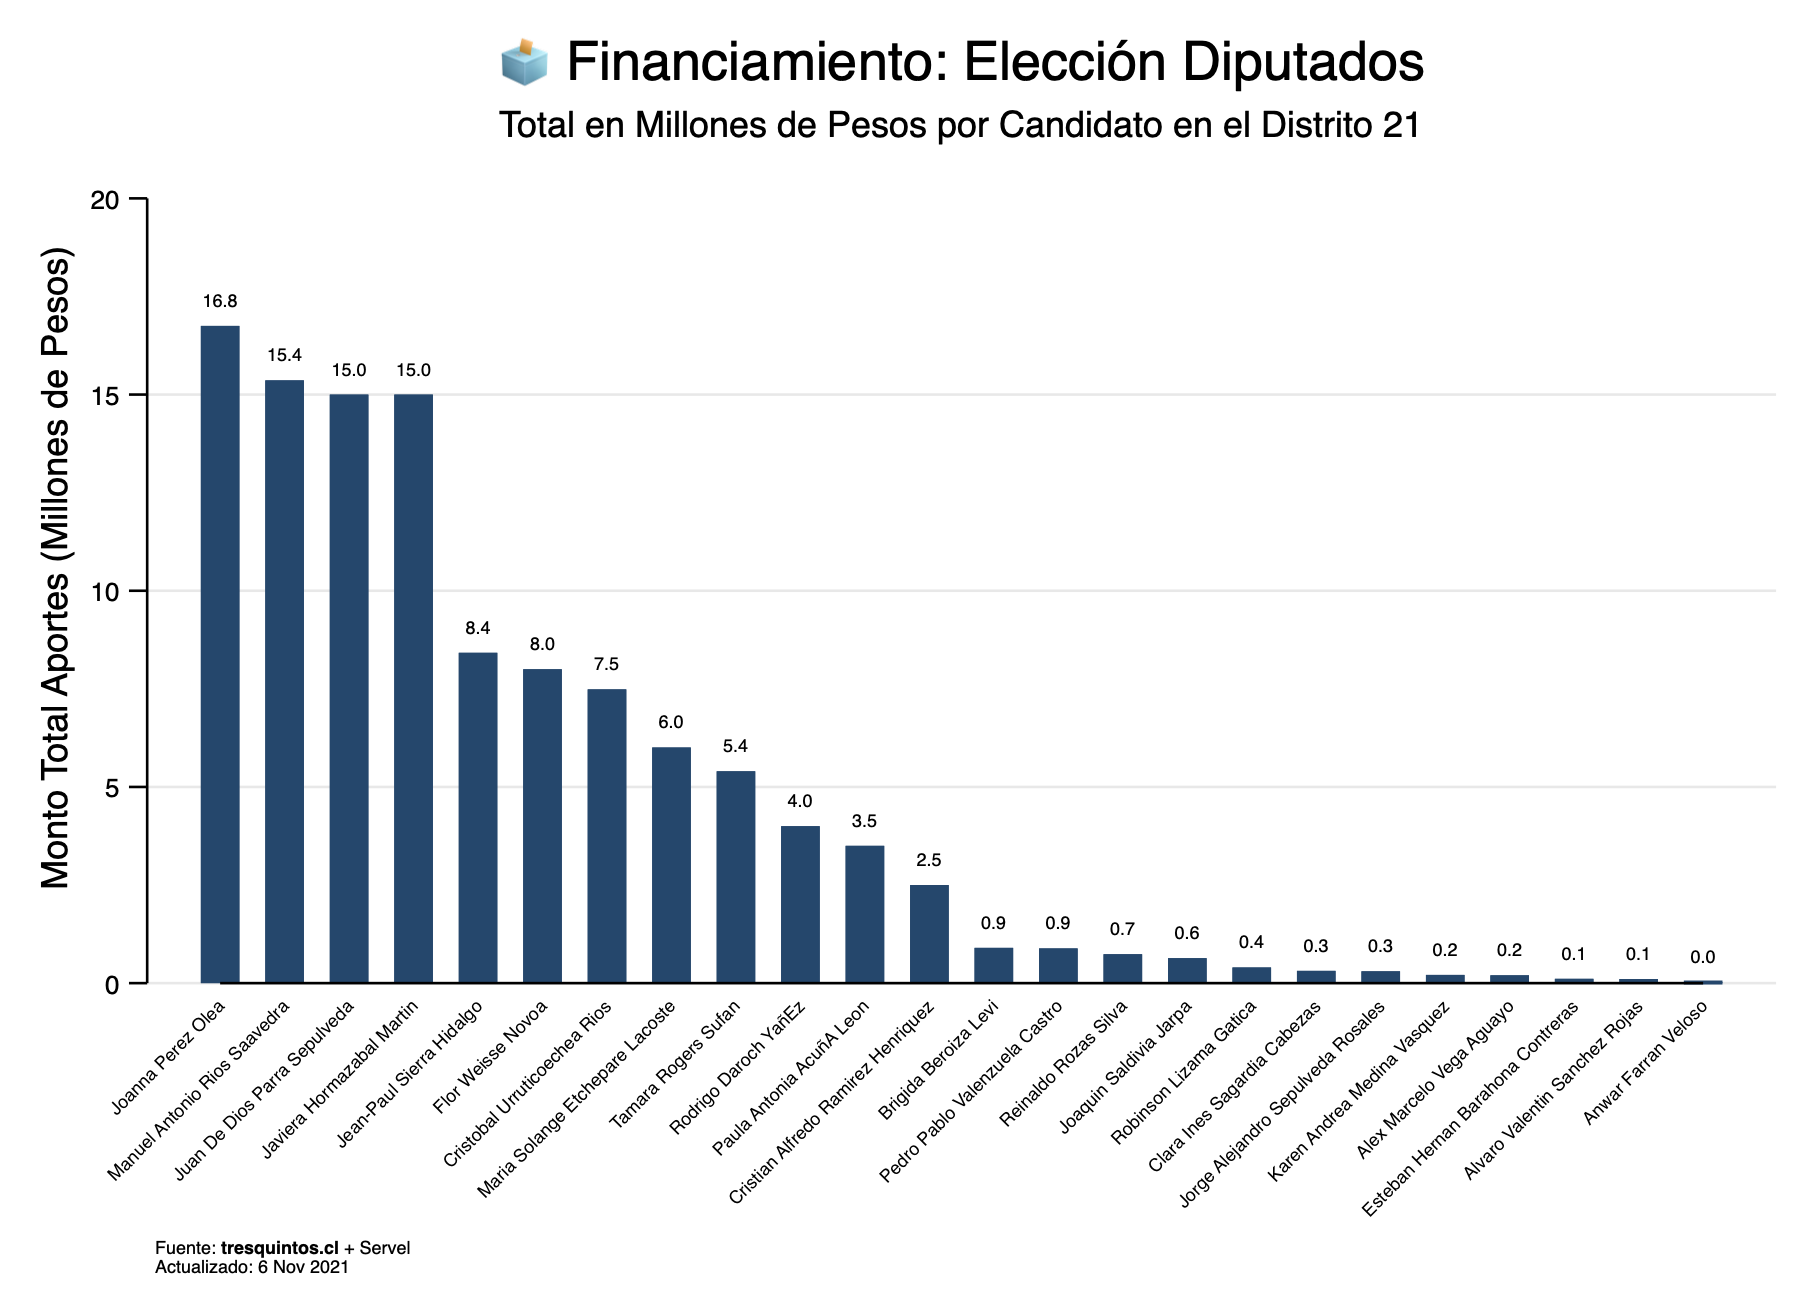 Financiamiento: Elección Diputados
Total en Millones de Pesos por Candidato en el Distrito 21
Monto Total Aportes (Millones de Pesos)
20
15
10
5
0
16.8
15.4
15.0
15.0
8.4
8.0
7.5
6.0
5.4
4.0
3.5
2.5
0.9
0.9
0.7
0.6
0.4
0.3
0.3
0.2
0.2
0.1
0.1
0.0
Joanna Perez Olea
Manuel Antonio Rios Saavedra
Juan De Dios Parra Sepulveda
Javiera Hormazabal Martin
Jean-Paul Sierra Hidalgo
Flor Weisse Novoa
Cristobal Urruticoechea Rios
Maria Solange Etchepare Lacoste
Tamara Rogers Sufan
Rodrigo Daroch YañEz
Paula Antonia AcuñA Leon
Cristian Alfredo Ramirez Henriquez
Brigida Beroiza Levi
Pedro Pablo Valenzuela Castro
Reinaldo Rozas Silva
Joaquin Saldivia Jarpa
Robinson Lizama Gatica
Clara Ines Sagardia Cabezas
Jorge Alejandro Sepulveda Rosales
Karen Andrea Medina Vasquez
Alex Marcelo Vega Aguayo
Esteban Hernan Barahona Contreras
Alvaro Valentin Sanchez Rojas
Anwar Farran Veloso
Fuente: tresquintos.cl + Servel
Actualizado: 6 Nov 2021